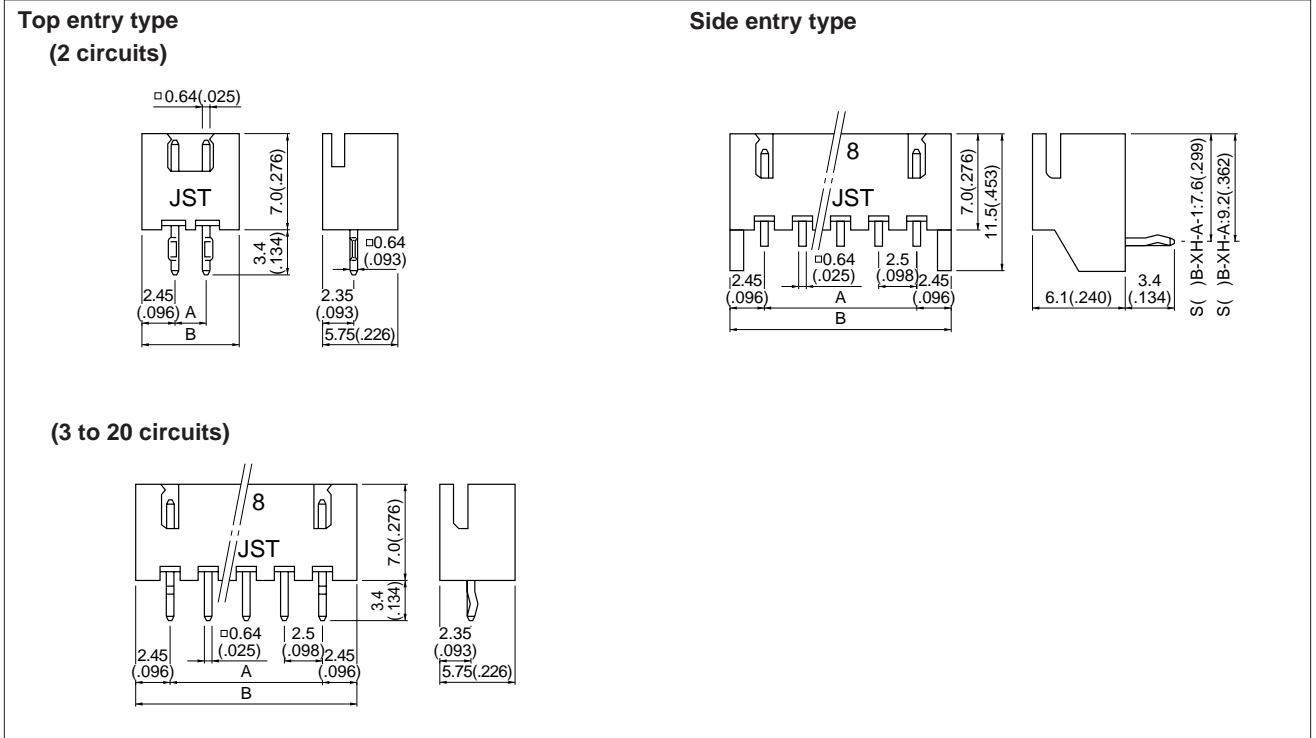 Top entry type
(2 circuits)
□0.64(.025)
JST
7.0(.276)
3.4
(.134)
2.45
(.096)
A
B
□0.64
(.093)
2.35
(.093)
5.75(.226)
Side entry type
8
JST
7.0(.276)
11.5(.453)
□0.64
(.025)
2.5
(.098)
2.45
(.096)
2.45
(.096)
A
B
6.1(.240)
3.4
(.134)
S( )B-XH-A-1:7.6(.299)
S( )B-XH-A:9.2(.362)
(3 to 20 circuits)
8
JST
7.0(.276)
3.4
(.134)
□0.64
(.025)
2.5
(.098)
2.45
(.096)
2.45
(.096)
A
B
2.35
(.093)
5.75(.226)